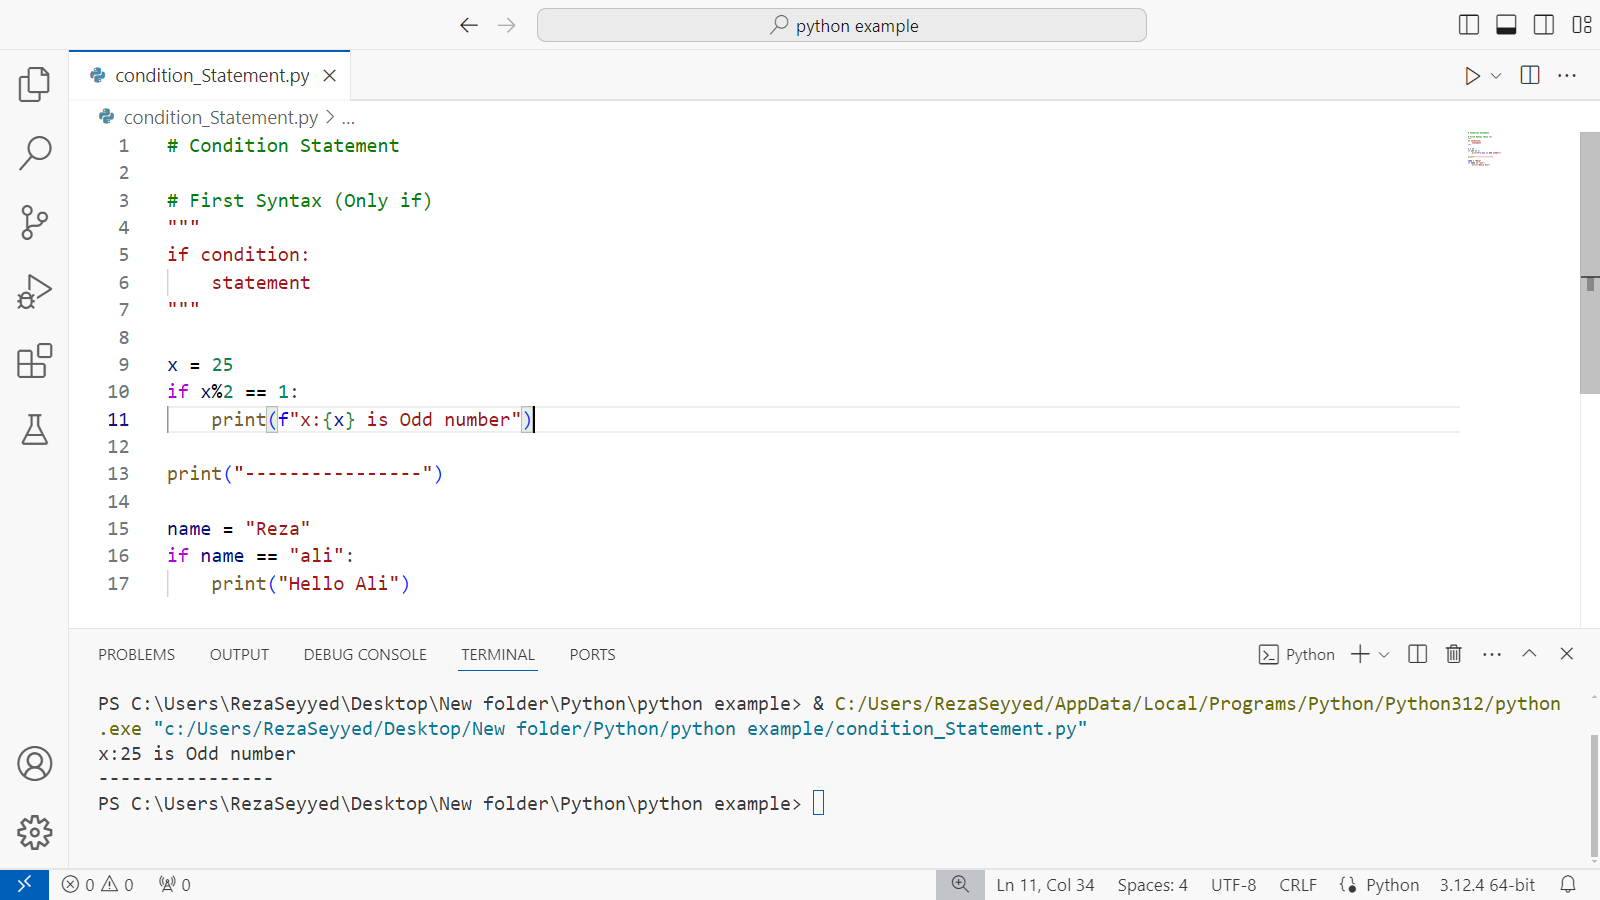 python example
condition_Statement.py
condition_Statement.py > ...
1 # Condition Statement
2
3 # First Syntax (Only if)
4 """
5 if condition:
6     statement
7 """
8
9 x = 25
10 if x%2 == 1:
11     print(f"x:{x} is Odd number")
12
13 print("----------------")
14
15 name = "Reza"
16 if name == "ali":
17     print("Hello Ali")
PROBLEMS OUTPUT DEBUG CONSOLE TERMINAL PORTS Python
PS C:\Users\RezaSeyyed\Desktop\New folder\Python\python example> & C:/Users/RezaSeyyed/AppData/Local/Programs/Python/Python312/python
.exe "c:/Users/RezaSeyyed/Desktop/New folder/Python/python example/condition_Statement.py"
x:25 is Odd number
----------------
PS C:\Users\RezaSeyyed\Desktop\New folder\Python\python example>
0 0 0 Ln 11, Col 34 Spaces: 4 UTF-8 CRLF Python 3.12.4 64-bit